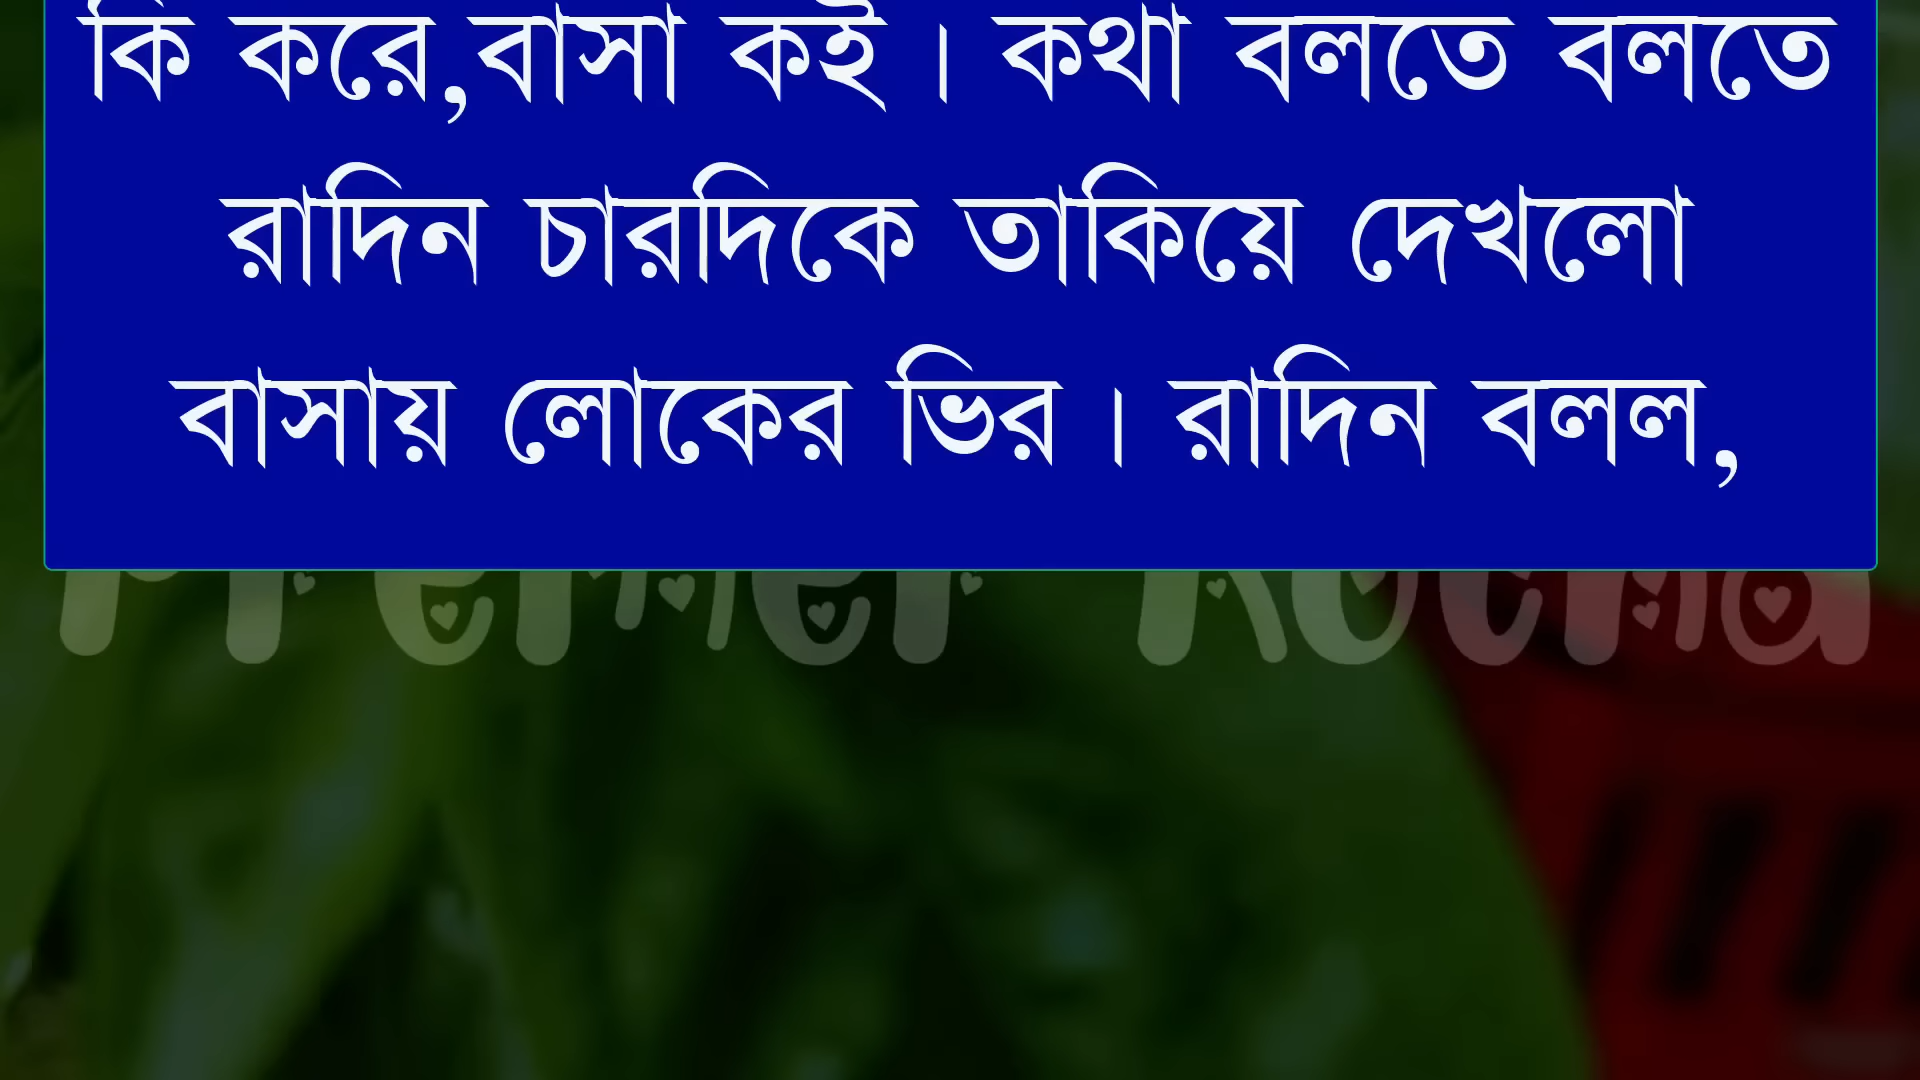 কি করে,বাসা কই । কথা বলতে বলতে
রাদিন চারদিকে তাকিয়ে দেখলো
বাসায় লোকের ভির । রাদিন বলল,